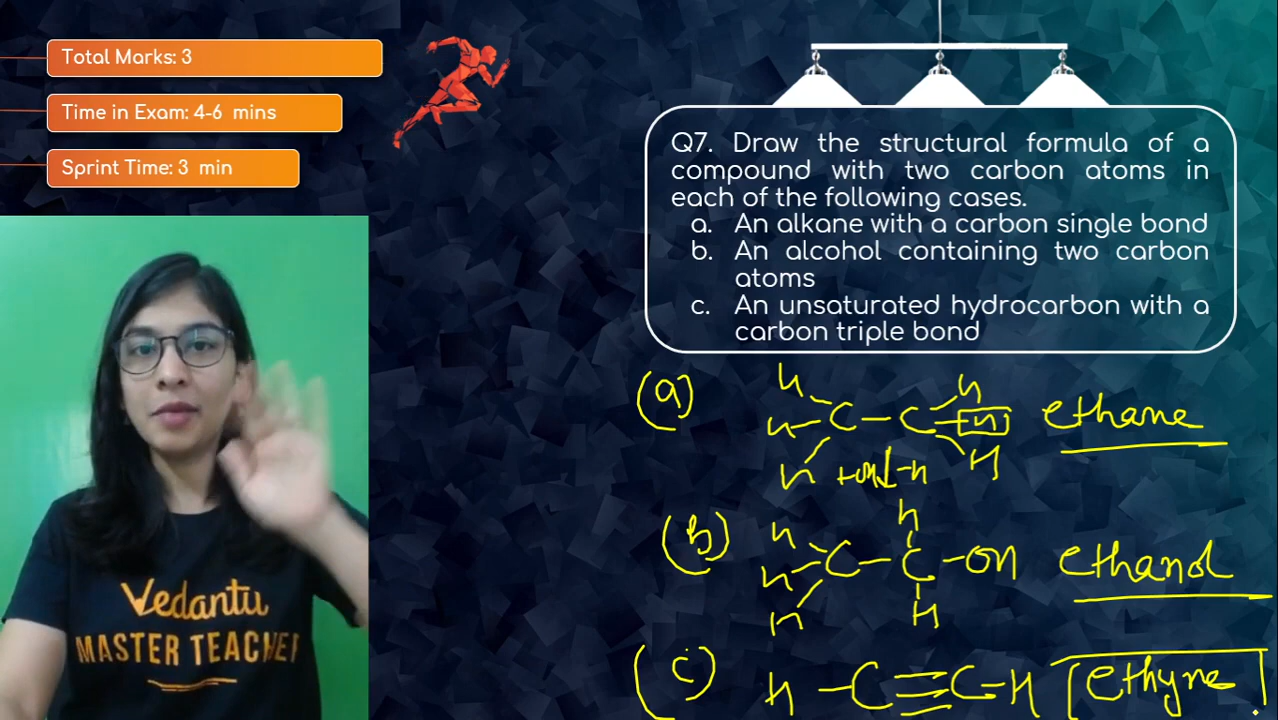 Total Marks: 3
Time in Exam: 4-6 mins
Sprint Time: 3 min
Q7. Draw the structural formula of a
compound with two carbon atoms in
each of the following cases.
a. An alkane with a carbon single bond
b. An alcohol containing two carbon
atoms
c. An unsaturated hydrocarbon with a
carbon triple bond
(a)
H H
H - C - C - H ethane
H H
+OH -H
(b)
H H
H - C - C - OH ethanol
H H
(c) H - C ≡ C - H ethyne
Vedantu
MASTER TEACHER